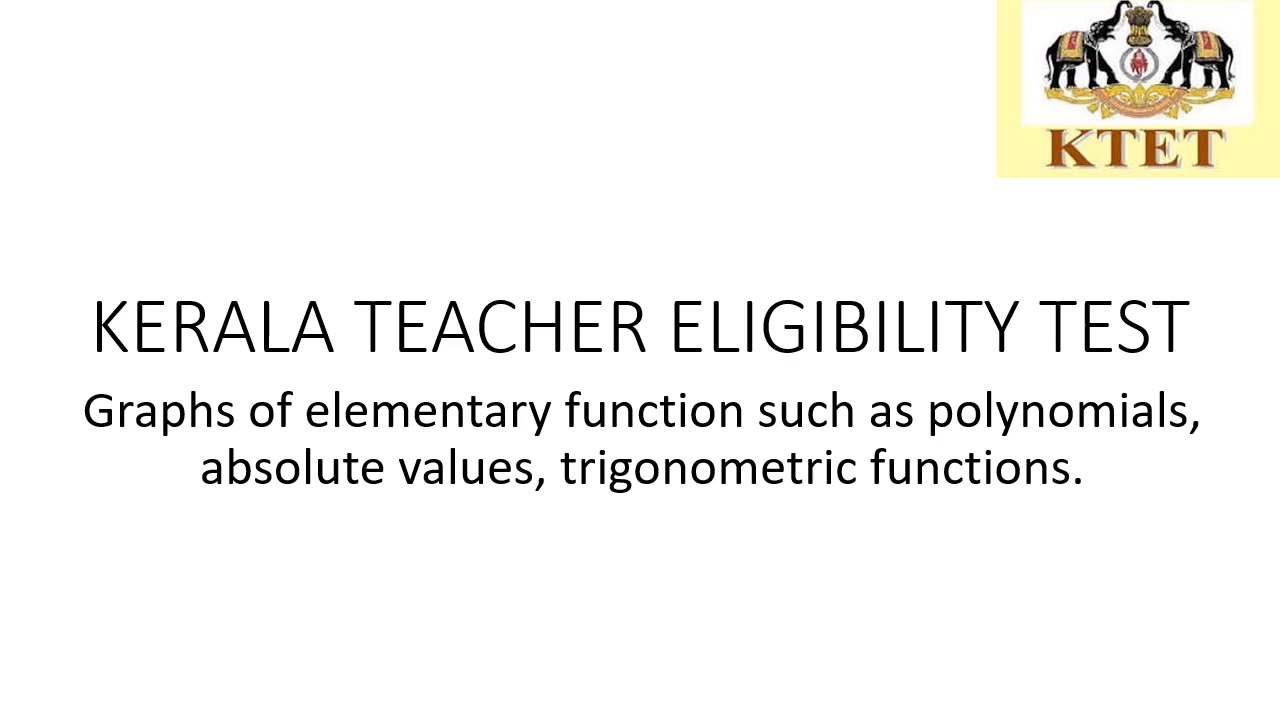 KTET
KERALA TEACHER ELIGIBILITY TEST
Graphs of elementary function such as polynomials,
absolute values, trigonometric functions.